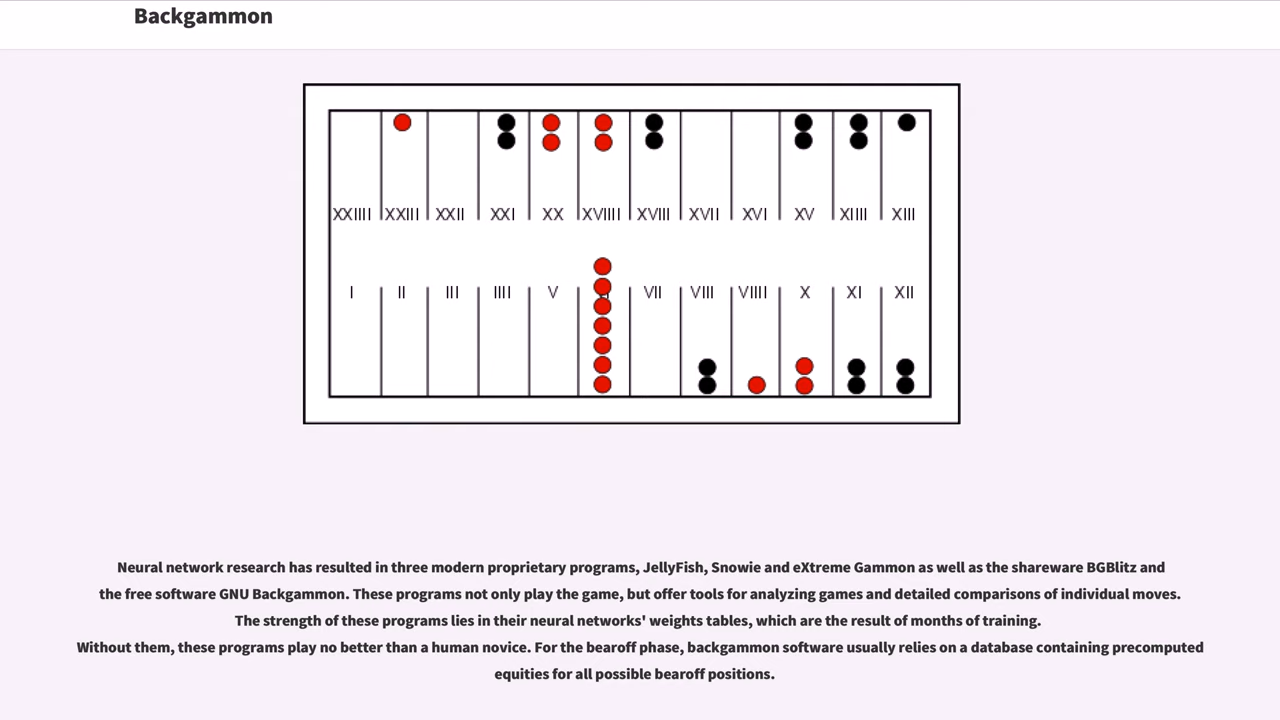 Backgammon
XXIIII XXIII XXII XXI XX XVIIII XVIII XVII XVI XV XIIII XIII
I II III IIII V VII VIII VIIII X XI XII
Neural network research has resulted in three modern proprietary programs, JellyFish, Snowie and eXtreme Gammon as well as the shareware BGBlitz and
the free software GNU Backgammon. These programs not only play the game, but offer tools for analyzing games and detailed comparisons of individual moves.
The strength of these programs lies in their neural networks' weights tables, which are the result of months of training.
Without them, these programs play no better than a human novice. For the bearoff phase, backgammon software usually relies on a database containing precomputed
equities for all possible bearoff positions.